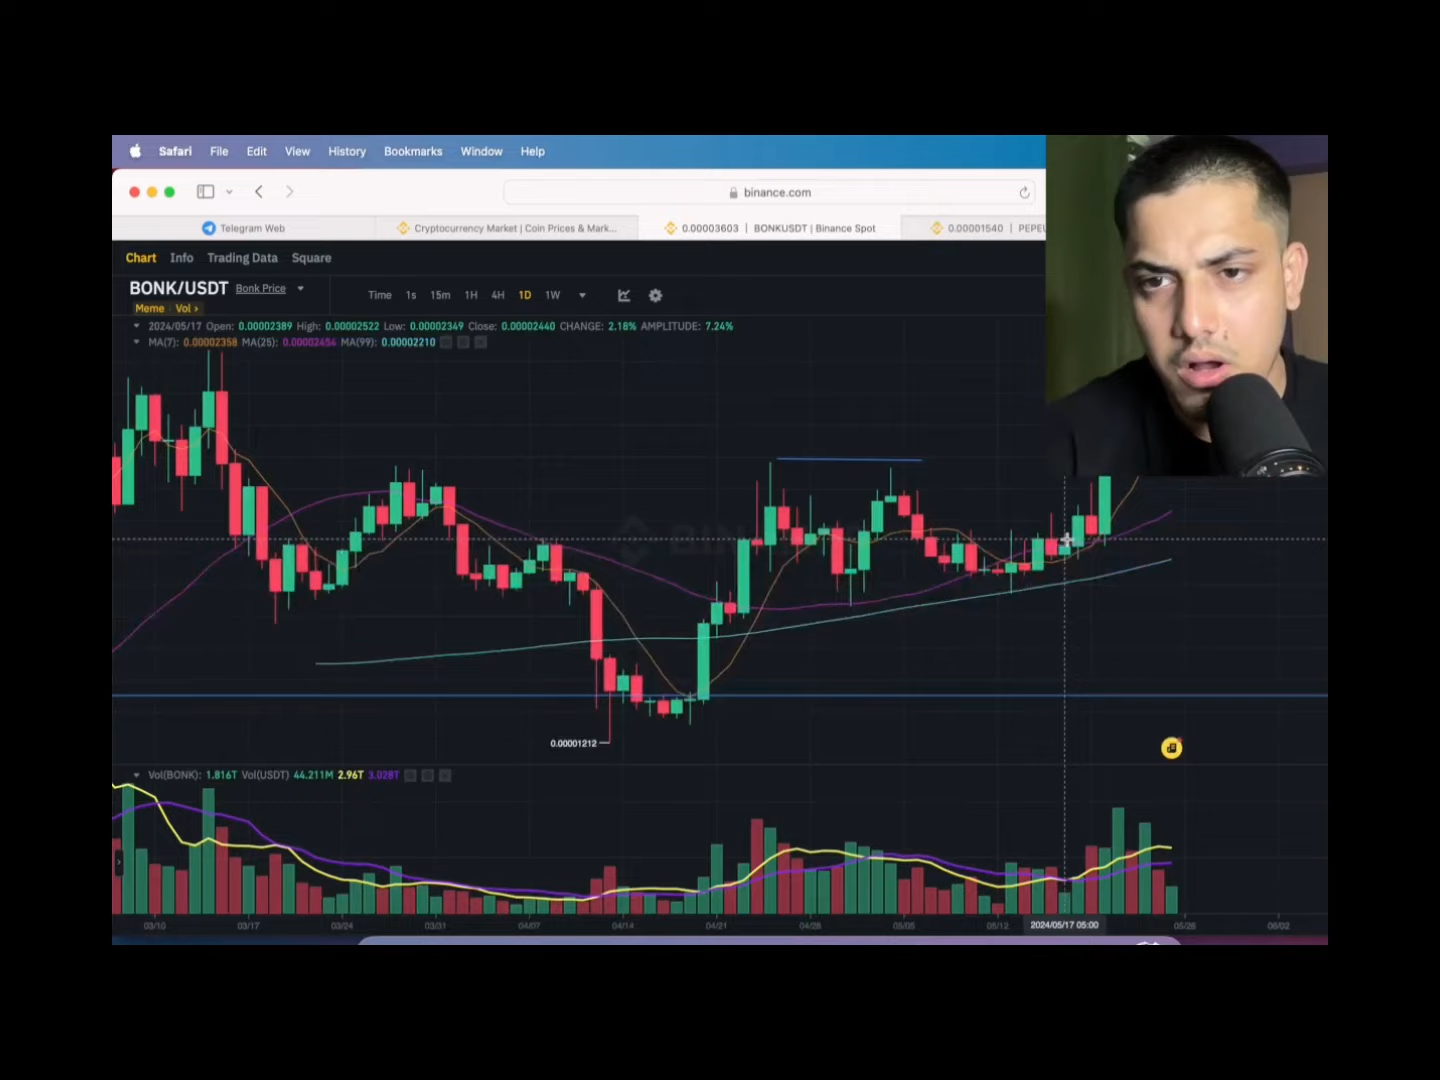 Safari File Edit View History Bookmarks Window Help
binance.com
Telegram Web
Cryptocurrency Market | Coin Prices & Mark...
0.00003603 | BONKUSDT | Binance Spot
0.00001540 | PEPEU
Chart Info Trading Data Square
BONK/USDT Bonk Price
Time 1s 15m 1H 4H 1D 1W
Meme Vol >
2024/05/17 Open: 0.00002389 High: 0.00002522 Low: 0.00002349 Close: 0.00002440 CHANGE: 2.18% AMPLITUDE: 7.24%
MA(7): 0.00002358 MA(25): 0.00002454 MA(99): 0.00002210
0.00001212
Vol(BONK): 1.816T Vol(USDT) 44.211M 2.96T 3.028T
03/10 03/17 03/24 03/31 04/07 04/14 04/21 04/28 05/05 05/12 2024/05/17 05:00 05/26 06/02